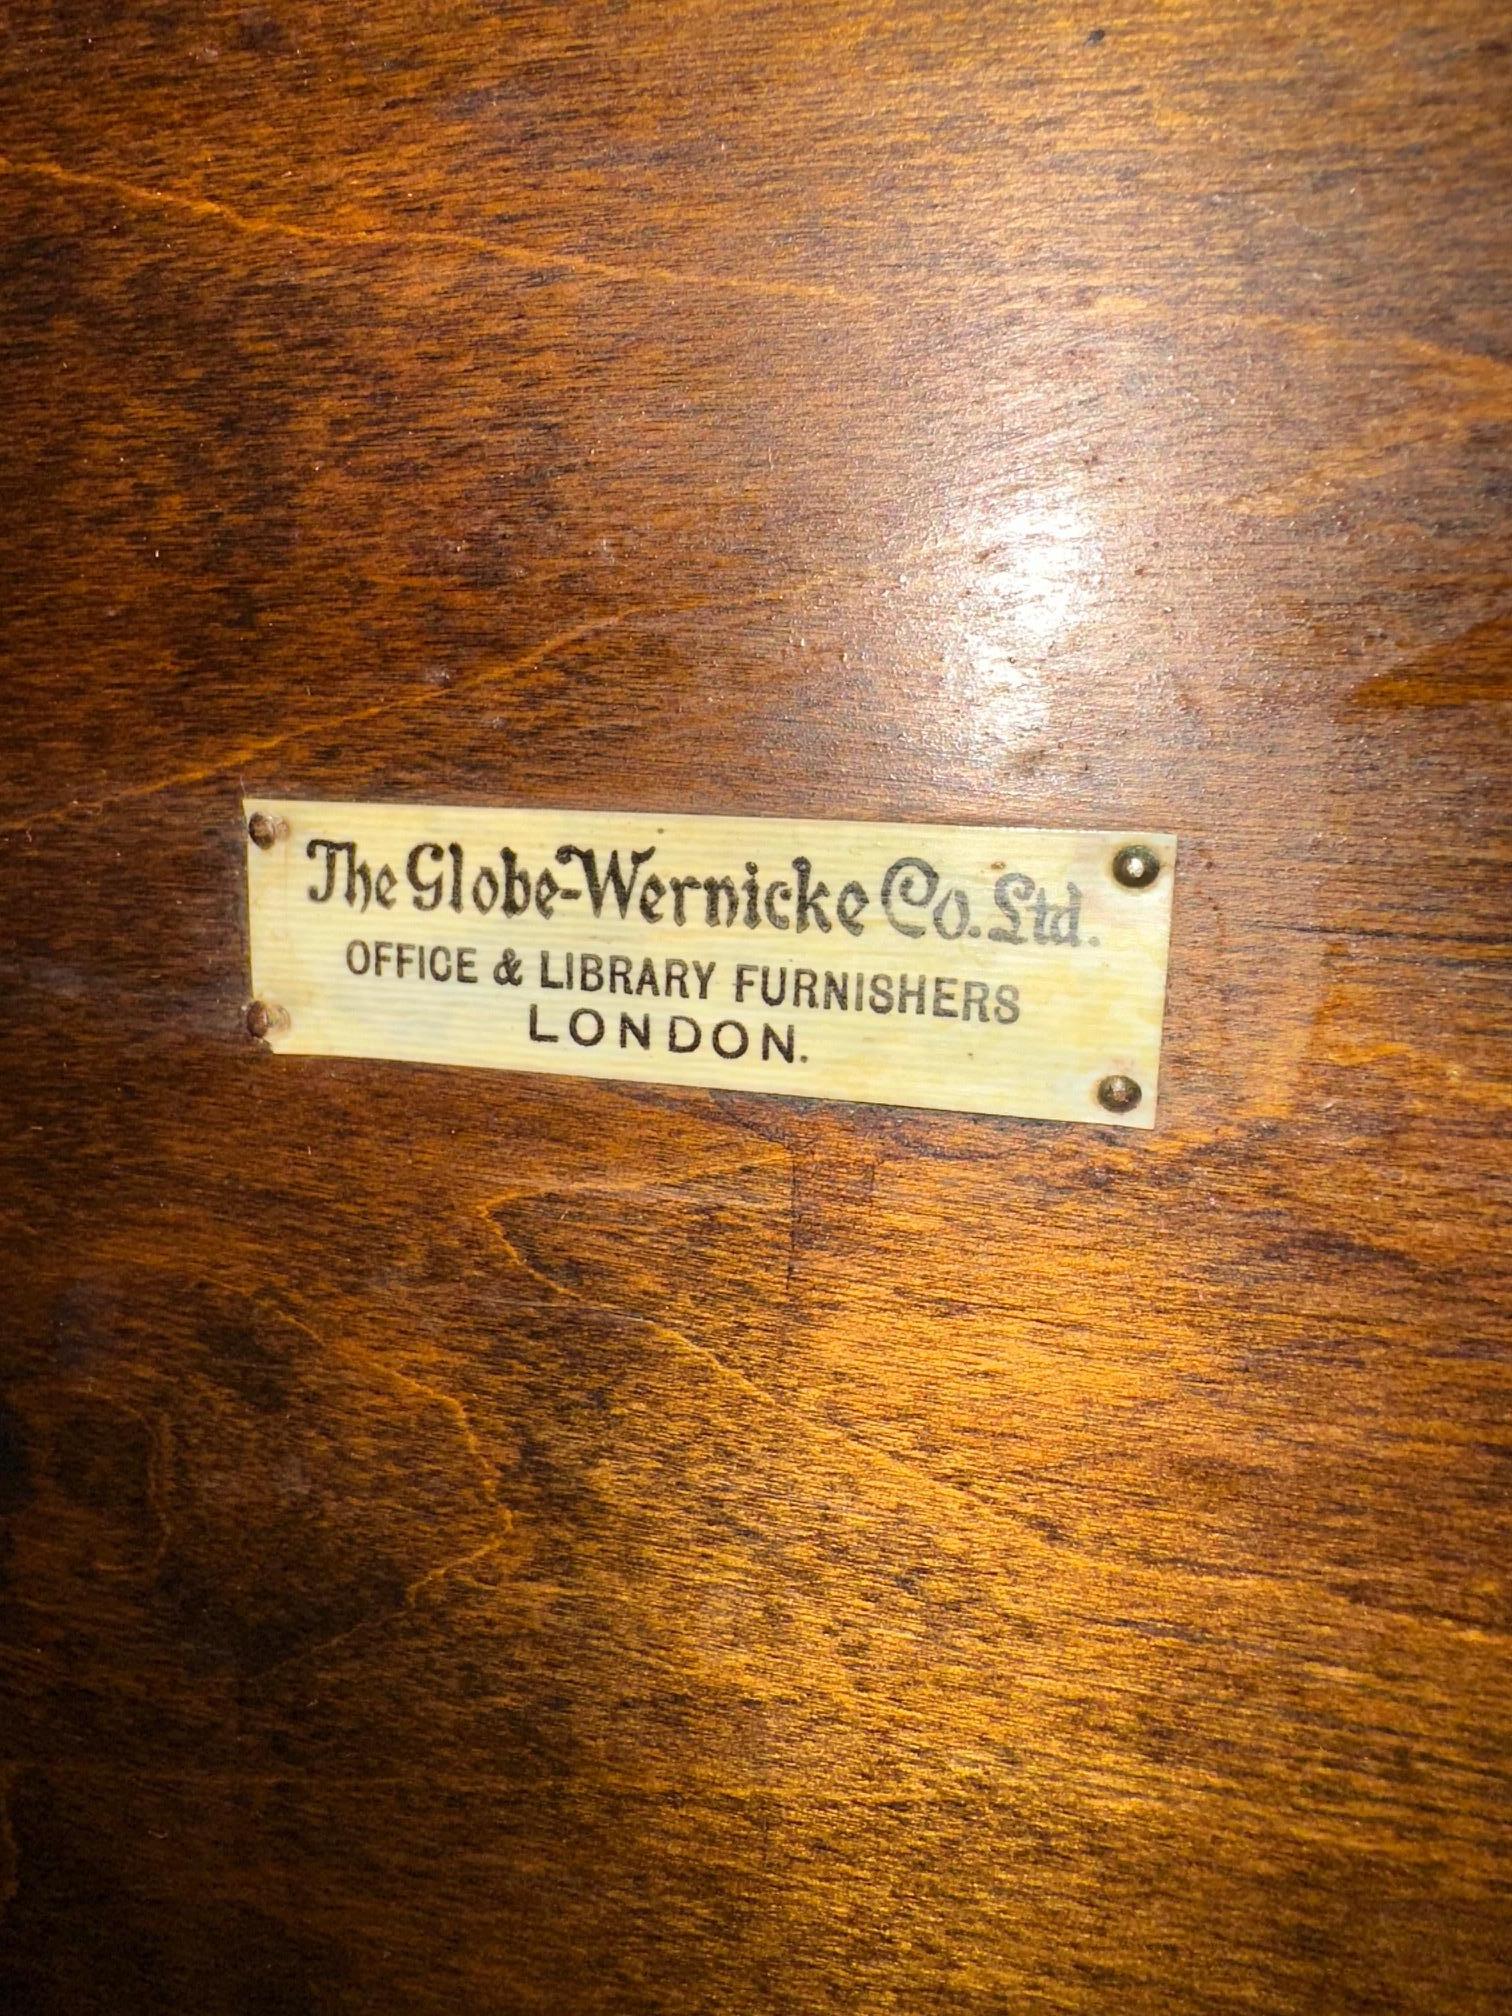 The Globe-Wernicke Co. Ltd.
OFFICE & LIBRARY FURNISHERS
LONDON.